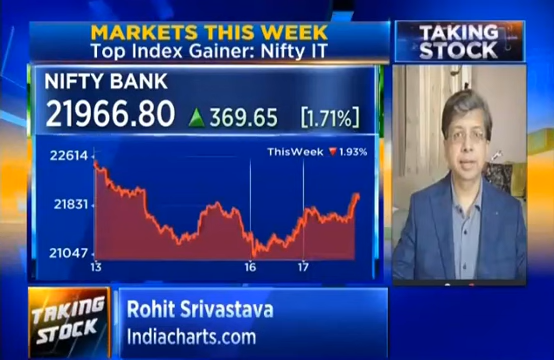 MARKETS THIS WEEK
Top Index Gainer: Nifty IT
TAKING
STOCK
NIFTY BANK
21966.80 ▲ 369.65 [1.71%]
ThisWeek ▼ 1.93%
22614
21831
21047
13 16 17
TAKING
STOCK
Rohit Srivastava
Indiacharts.com